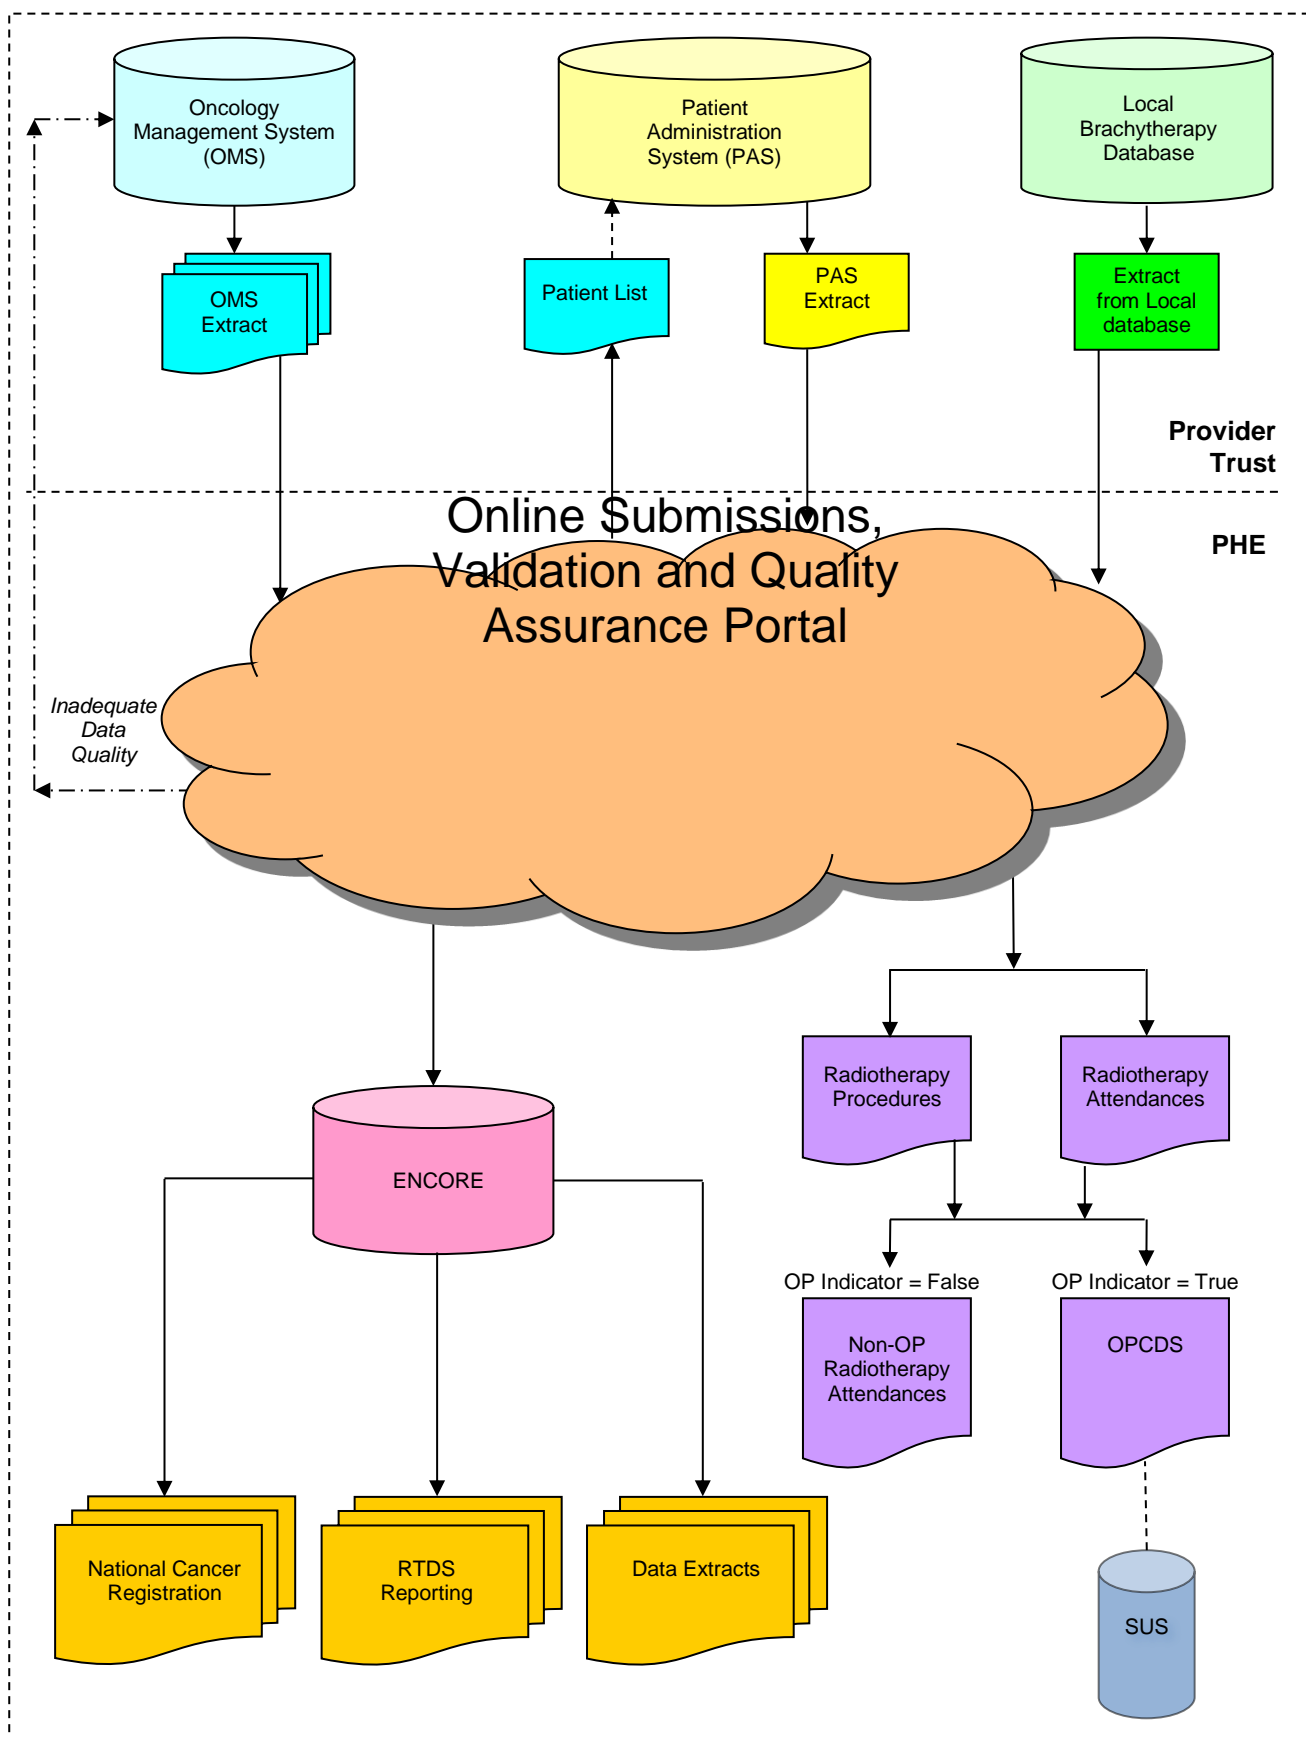 Oncology
Management System
(OMS)
Patient
Administration
System (PAS)
Local
Brachytherapy
Database
OMS
Extract
Patient List
PAS
Extract
Extract
from Local
database
Provider
Trust
PHE
Online Submissions,
Validation and Quality
Assurance Portal
Inadequate
Data
Quality
Radiotherapy
Procedures
Radiotherapy
Attendances
ENCORE
OP Indicator = False
OP Indicator = True
Non-OP
Radiotherapy
Attendances
OPCDS
National Cancer
Registration
RTDS
Reporting
Data Extracts
SUS